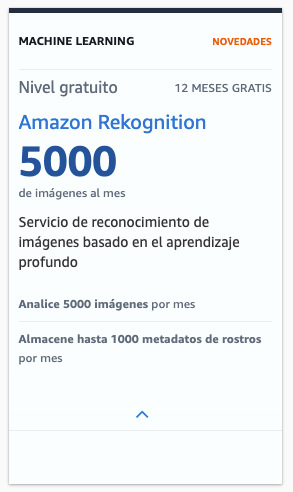 MACHINE LEARNING NOVEDADES
Nivel gratuito 12 MESES GRATIS
Amazon Rekognition
5000
de imágenes al mes
Servicio de reconocimiento de
imágenes basado en el aprendizaje
profundo
Analice 5000 imágenes por mes
Almacene hasta 1000 metadatos de rostros
por mes